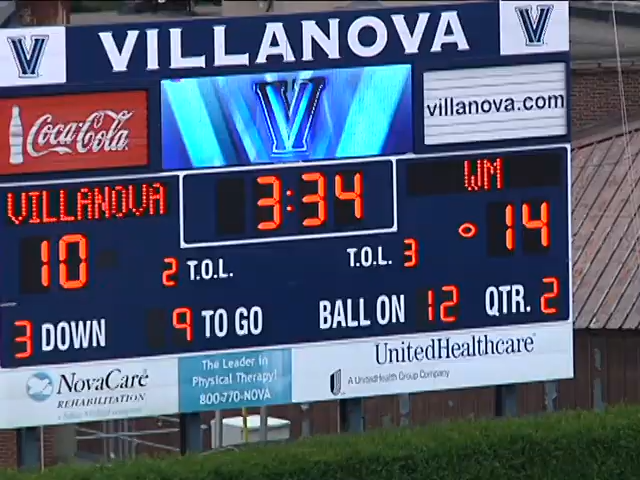 VILLANOVA
V
V
Coca-Cola
V
villanova.com
VILLANOVA
3:34
WM
10
2 T.O.L.
T.O.L. 3
14
3 DOWN
9 TO GO
BALL ON 12
QTR. 2
NovaCare
REHABILITATION
The Leader in
Physical Therapy!
800-770-NOVA
UnitedHealthcare
A UnitedHealth Group Company